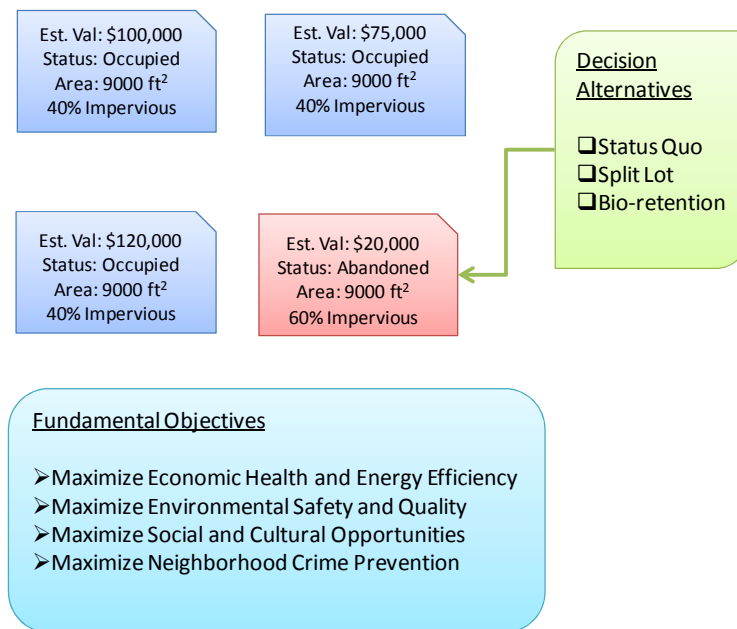 Est. Val: $100,000
Status: Occupied
Area: 9000 ft²
40% Impervious
Est. Val: $75,000
Status: Occupied
Area: 9000 ft²
40% Impervious
Decision
Alternatives
❑Status Quo
❑Split Lot
❑Bio-retention
Est. Val: $120,000
Status: Occupied
Area: 9000 ft²
40% Impervious
Est. Val: $20,000
Status: Abandoned
Area: 9000 ft²
60% Impervious
Fundamental Objectives
➢Maximize Economic Health and Energy Efficiency
➢Maximize Environmental Safety and Quality
➢Maximize Social and Cultural Opportunities
➢Maximize Neighborhood Crime Prevention